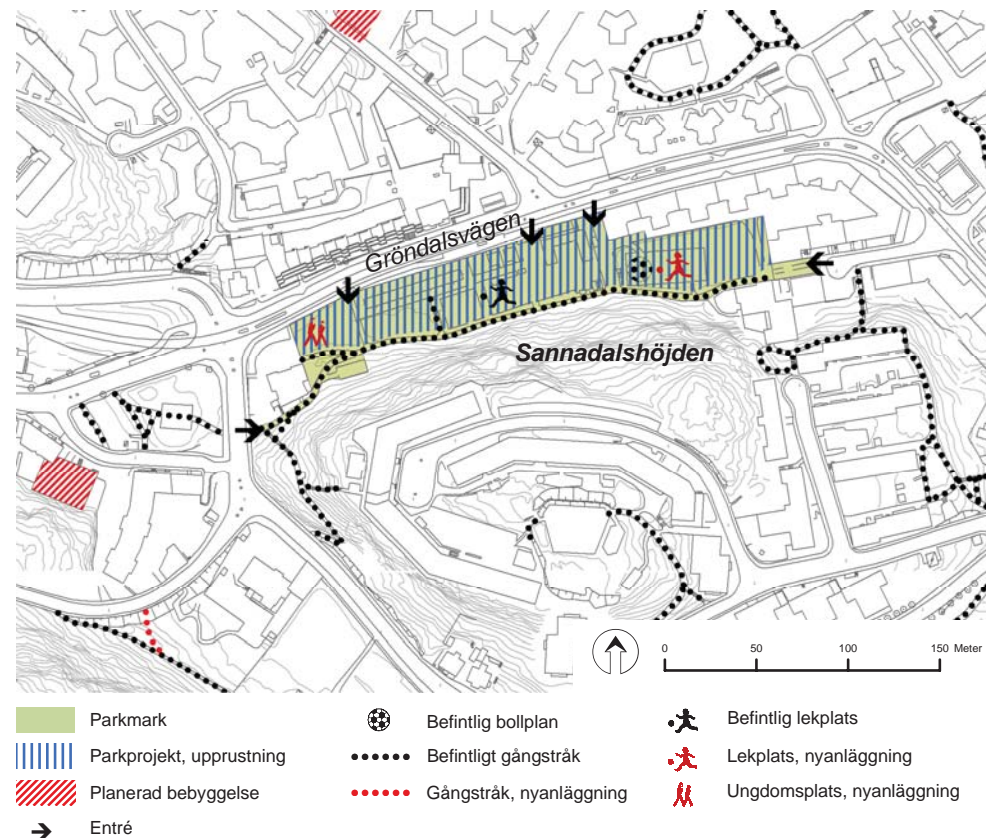 Gröndalsvägen
Sannadalshöjden
0 50 100 150 Meter
Parkmark
Parkprojekt, upprustning
Planerad bebyggelse
Entré
Befintlig bollplan
Befintligt gångstråk
Gångstråk, nyanläggning
Befintlig lekplats
Lekplats, nyanläggning
Ungdomsplats, nyanläggning